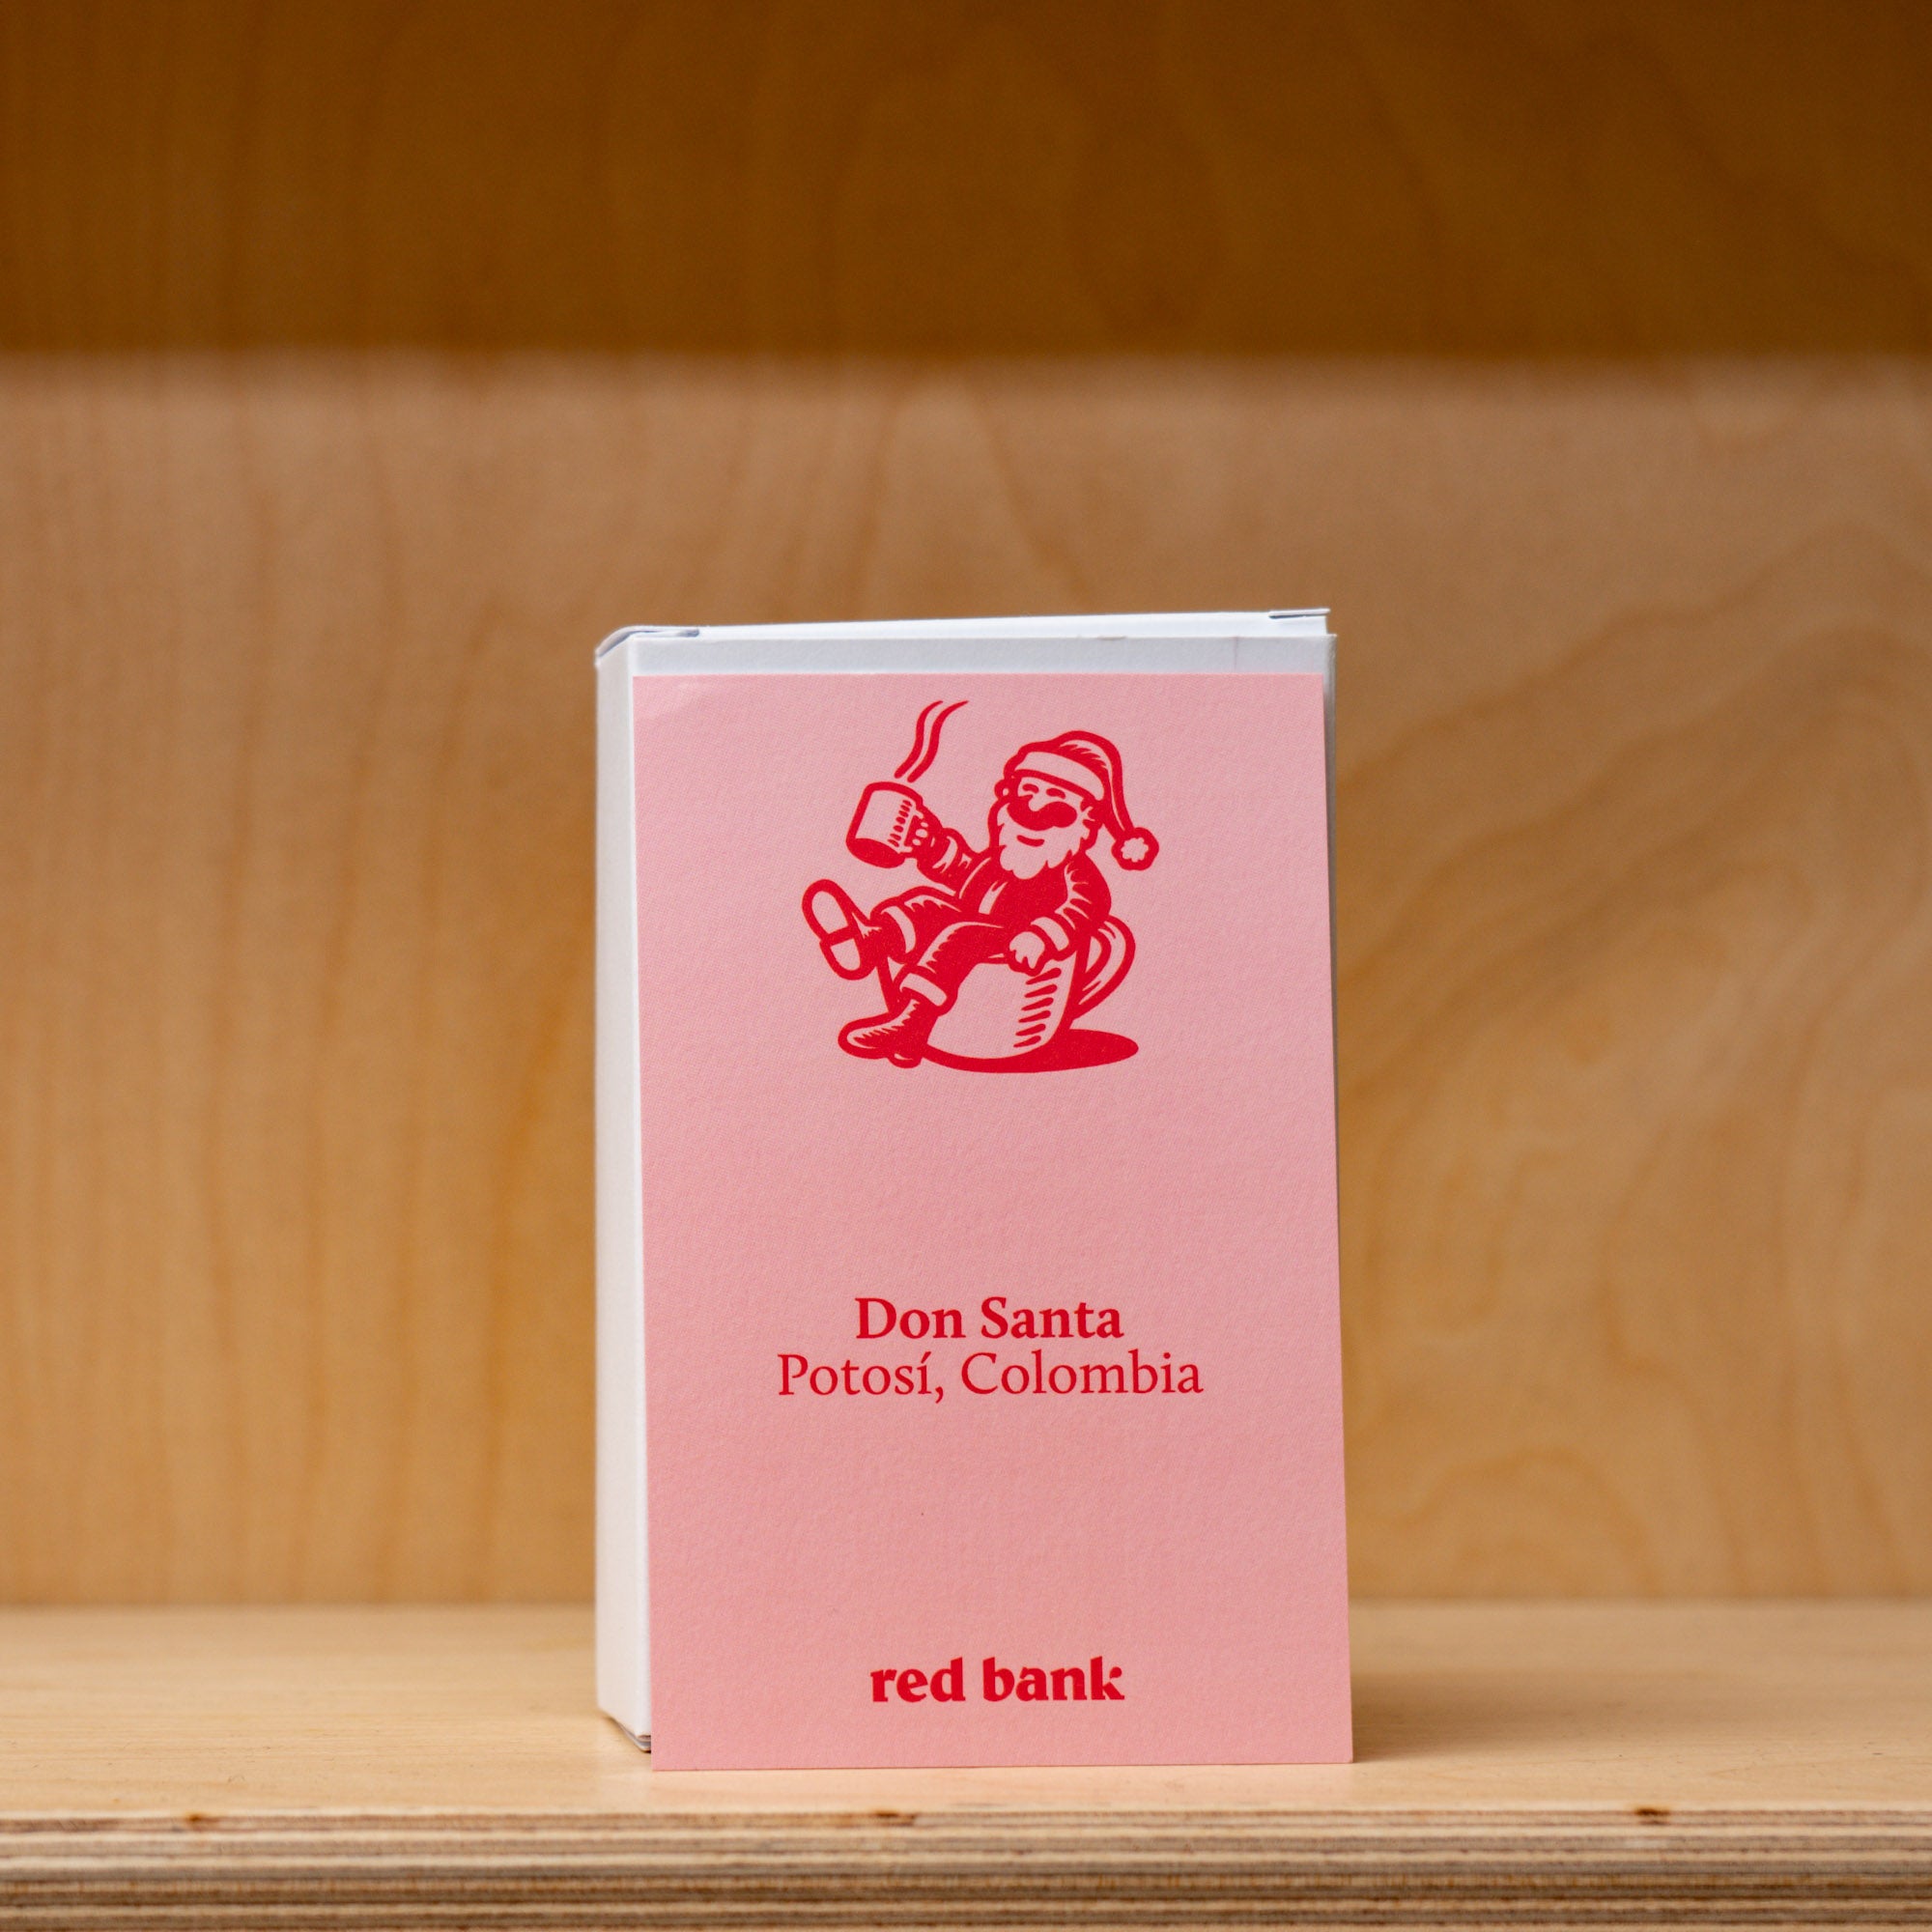 Don Santa
Potosí, Colombia
red bank